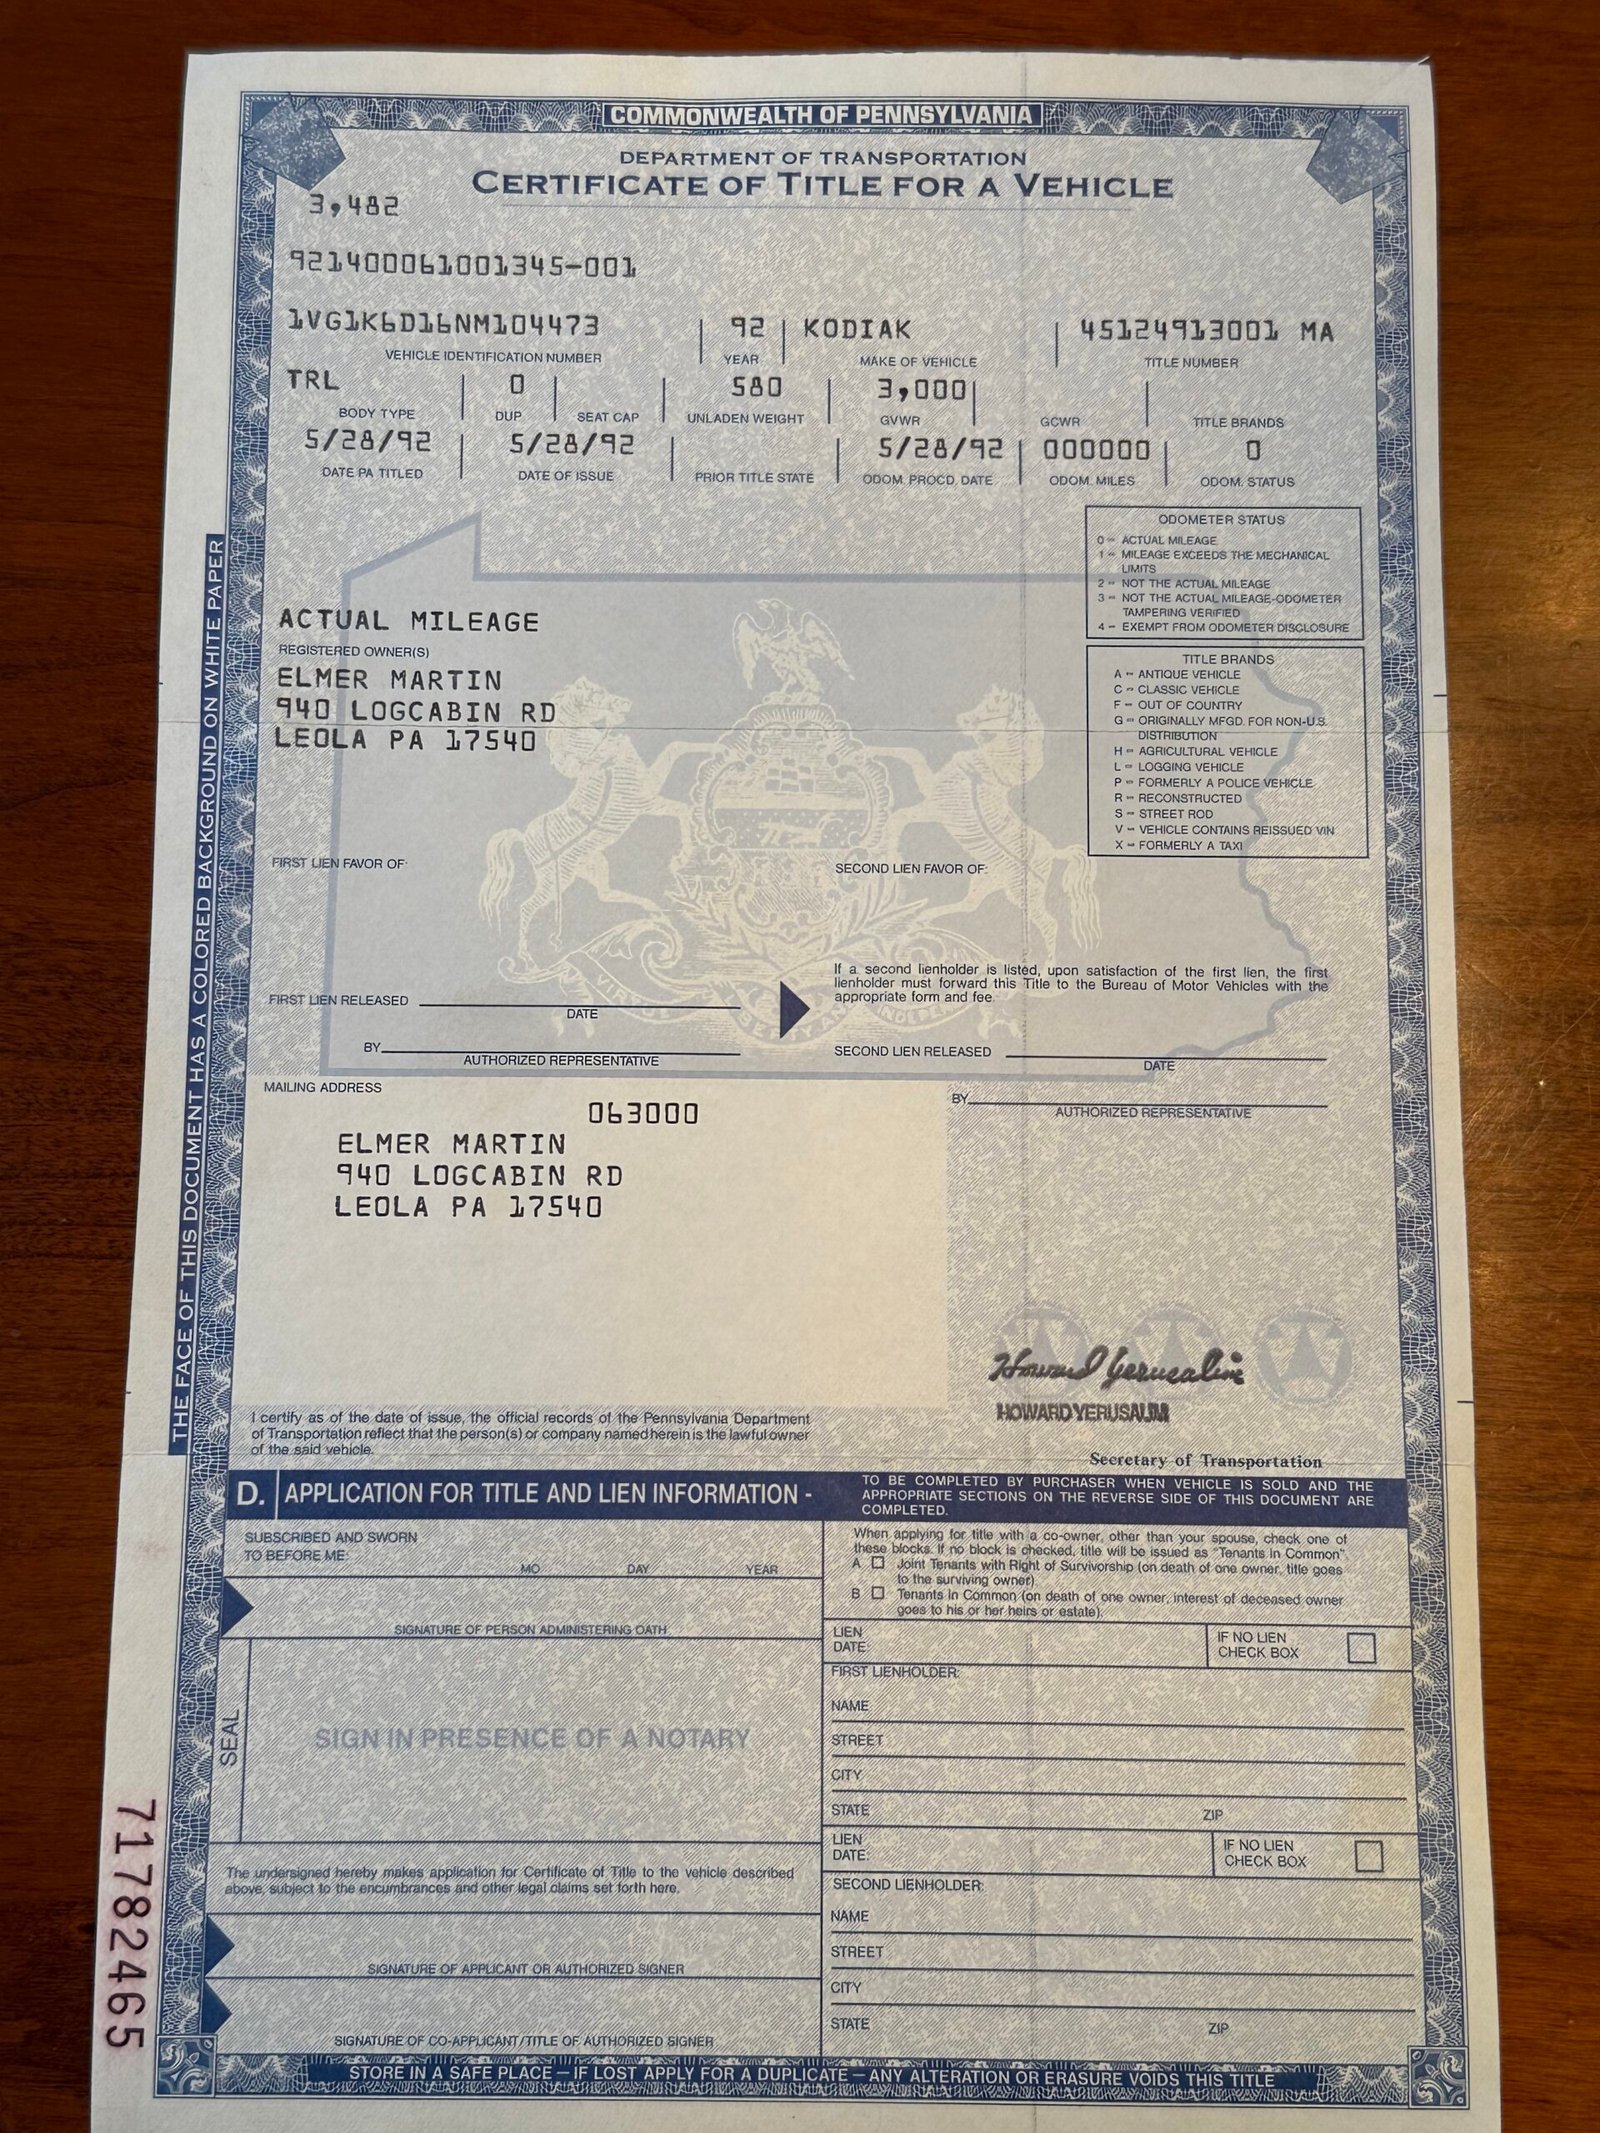 COMMONWEALTH OF PENNSYLVANIA
DEPARTMENT OF TRANSPORTATION
CERTIFICATE OF TITLE FOR A VEHICLE
3,482
921400061001345-001
1VG1K6D16NM104473 92 KODIAK 45124913001 MA
VEHICLE IDENTIFICATION NUMBER YEAR MAKE OF VEHICLE TITLE NUMBER
TRL 0 580 3,000
BODY TYPE DUP SEAT CAP UNLADEN WEIGHT GVWR GCWR TITLE BRANDS
5/28/92 5/28/92 5/28/92 000000 0
DATE PA TITLED DATE OF ISSUE PRIOR TITLE STATE ODOM. PROCD. DATE ODOM. MILES ODOM. STATUS
ODOMETER STATUS
0 = ACTUAL MILEAGE
1 = MILEAGE EXCEEDS THE MECHANICAL
LIMITS
2 = NOT THE ACTUAL MILEAGE
3 = NOT THE ACTUAL MILEAGE-ODOMETER
TAMPERING VERIFIED
4 = EXEMPT FROM ODOMETER DISCLOSURE
ACTUAL MILEAGE
REGISTERED OWNER(S)
ELMER MARTIN
940 LOGCABIN RD
LEOLA PA 17540
TITLE BRANDS
A = ANTIQUE VEHICLE
C = CLASSIC VEHICLE
F = OUT OF COUNTRY
G = ORIGINALLY MFGD. FOR NON-U.S.
DISTRIBUTION
H = AGRICULTURAL VEHICLE
L = LOGGING VEHICLE
P = FORMERLY A POLICE VEHICLE
R = RECONSTRUCTED
S = STREET ROD
V = VEHICLE CONTAINS REISSUED VIN
X = FORMERLY A TAXI
FIRST LIEN FAVOR OF:
SECOND LIEN FAVOR OF:
If a second lienholder is listed, upon satisfaction of the first lien, the first
lienholder must forward this Title to the Bureau of Motor Vehicles with the
appropriate form and fee.
FIRST LIEN RELEASED
DATE
BY
AUTHORIZED REPRESENTATIVE
SECOND LIEN RELEASED
DATE
BY
AUTHORIZED REPRESENTATIVE
MAILING ADDRESS
063000
ELMER MARTIN
940 LOGCABIN RD
LEOLA PA 17540
Howard Yerusalim
HOWARD YERUSALIM
Secretary of Transportation
I certify as of the date of issue, the official records of the Pennsylvania Department
of Transportation reflect that the person(s) or company named herein is the lawful owner
of the said vehicle.
D. APPLICATION FOR TITLE AND LIEN INFORMATION -
TO BE COMPLETED BY PURCHASER WHEN VEHICLE IS SOLD AND THE
APPROPRIATE SECTIONS ON THE REVERSE SIDE OF THIS DOCUMENT ARE
COMPLETED.
SUBSCRIBED AND SWORN
TO BEFORE ME:
MO DAY YEAR
SIGNATURE OF PERSON ADMINISTERING OATH
SEAL
SIGN IN PRESENCE OF A NOTARY
The undersigned hereby makes application for Certificate of Title to the vehicle described
above, subject to the encumbrances and other legal claims set forth here.
SIGNATURE OF APPLICANT OR AUTHORIZED SIGNER
SIGNATURE OF CO-APPLICANT/TITLE OF AUTHORIZED SIGNER
When applying for title with a co-owner, other than your spouse, check one of
these blocks. If no block is checked, title will be issued as "Tenants in Common".
A Joint Tenants with Right of Survivorship (on death of one owner, title goes
to the surviving owner).
B Tenants in Common (on death of one owner, interest of deceased owner
goes to his or her heirs or estate).
LIEN
DATE:
IF NO LIEN
CHECK BOX
FIRST LIENHOLDER:
NAME
STREET
CITY
STATE ZIP
LIEN
DATE:
IF NO LIEN
CHECK BOX
SECOND LIENHOLDER:
NAME
STREET
CITY
STATE ZIP
STORE IN A SAFE PLACE — IF LOST APPLY FOR A DUPLICATE — ANY ALTERATION OR ERASURE VOIDS THIS TITLE
THE FACE OF THIS DOCUMENT HAS A COLORED BACKGROUND ON WHITE PAPER
71782465